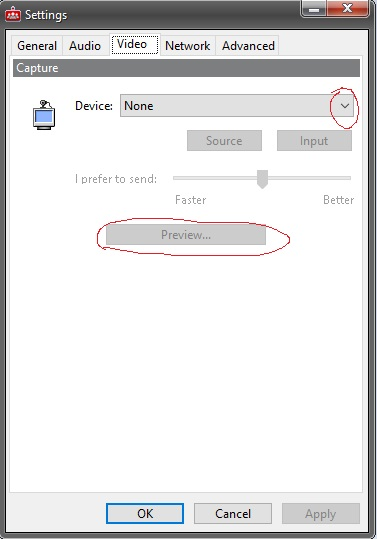 Settings
General Audio Video Network Advanced
Capture
Device: None
Source Input
I prefer to send:
Faster Better
Preview...
OK Cancel Apply